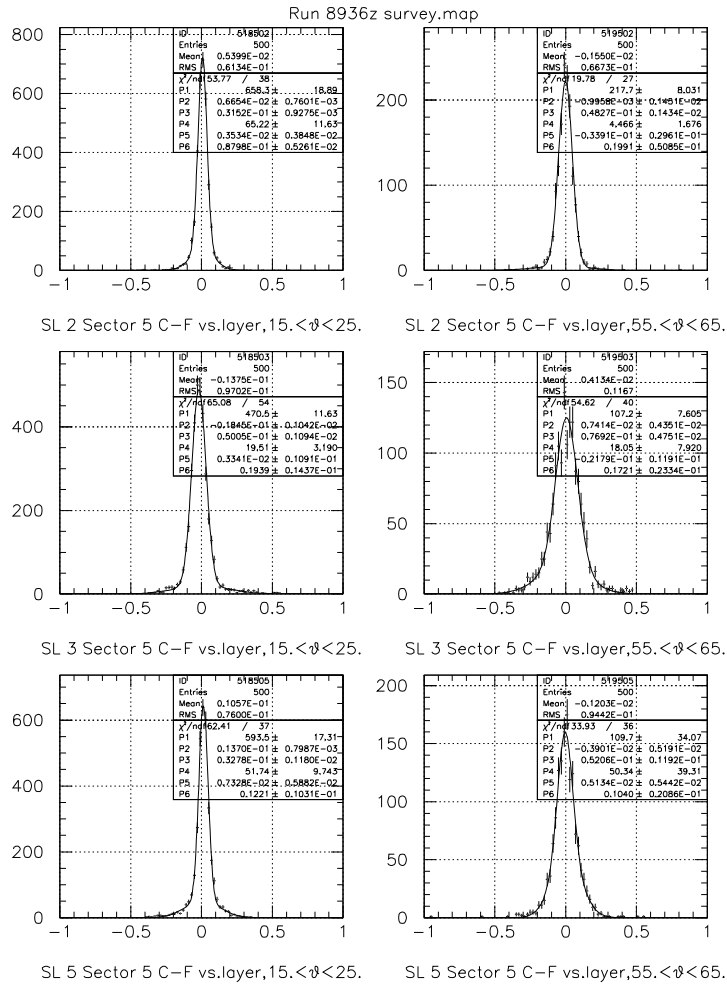 Run 8936z survey.map
ID 518502
Entries 500
Mean 0.5399E-02
RMS 0.6134E-01
χ²/ndf 53.77 / 38
P1 658.3 ± 18.89
P2 0.6654E-02 ± 0.7601E-03
P3 0.3152E-01 ± 0.9275E-03
P4 65.22 ± 11.63
P5 0.3534E-02 ± 0.3848E-02
P6 0.8798E-01 ± 0.5261E-02
800
600
400
200
0
−1 −0.5 0 0.5 1
SL 2 Sector 5 C−F vs.layer,15.<ϑ<25.
ID 519502
Entries 500
Mean −0.1550E-02
RMS 0.6673E-01
χ²/ndf 19.78 / 27
P1 217.7 ± 8.031
P2 −0.9958E-03 ± 0.1451E-02
P3 0.4827E-01 ± 0.1434E-02
P4 4.466 ± 1.676
P5 −0.3391E-01 ± 0.2961E-01
P6 0.1991 ± 0.5085E-01
200
100
0
−1 −0.5 0 0.5 1
SL 2 Sector 5 C−F vs.layer,55.<ϑ<65.
ID 518503
Entries 500
Mean −0.1375E-01
RMS 0.9702E-01
χ²/ndf 65.08 / 54
P1 470.5 ± 11.63
P2 −0.1845E-01 ± 0.1042E-02
P3 0.5005E-01 ± 0.1094E-02
P4 19.51 ± 3.190
P5 0.3341E-02 ± 0.1091E-01
P6 0.1939 ± 0.1437E-01
400
200
0
−1 −0.5 0 0.5 1
SL 3 Sector 5 C−F vs.layer,15.<ϑ<25.
ID 519503
Entries 500
Mean 0.4134E-02
RMS 0.1167
χ²/ndf 54.62 / 40
P1 107.2 ± 7.605
P2 0.7414E-02 ± 0.4351E-02
P3 0.7692E-01 ± 0.4751E-02
P4 18.05 ± 7.920
P5 −0.2179E-01 ± 0.1191E-01
P6 0.1721 ± 0.2334E-01
150
100
50
0
−1 −0.5 0 0.5 1
SL 3 Sector 5 C−F vs.layer,55.<ϑ<65.
ID 518505
Entries 500
Mean 0.1057E-01
RMS 0.7600E-01
χ²/ndf 62.41 / 37
P1 593.5 ± 17.31
P2 0.1370E-01 ± 0.7987E-03
P3 0.3278E-01 ± 0.1180E-02
P4 51.74 ± 9.743
P5 0.7328E-02 ± 0.5882E-02
P6 0.1221 ± 0.1031E-01
600
400
200
0
−1 −0.5 0 0.5 1
SL 5 Sector 5 C−F vs.layer,15.<ϑ<25.
ID 519505
Entries 500
Mean −0.1203E-02
RMS 0.9442E-01
χ²/ndf 33.93 / 36
P1 109.7 ± 34.07
P2 −0.3901E-02 ± 0.5191E-02
P3 0.5206E-01 ± 0.1192E-01
P4 50.34 ± 39.31
P5 0.5134E-02 ± 0.5442E-02
P6 0.1040 ± 0.2086E-01
200
150
100
50
0
−1 −0.5 0 0.5 1
SL 5 Sector 5 C−F vs.layer,55.<ϑ<65.